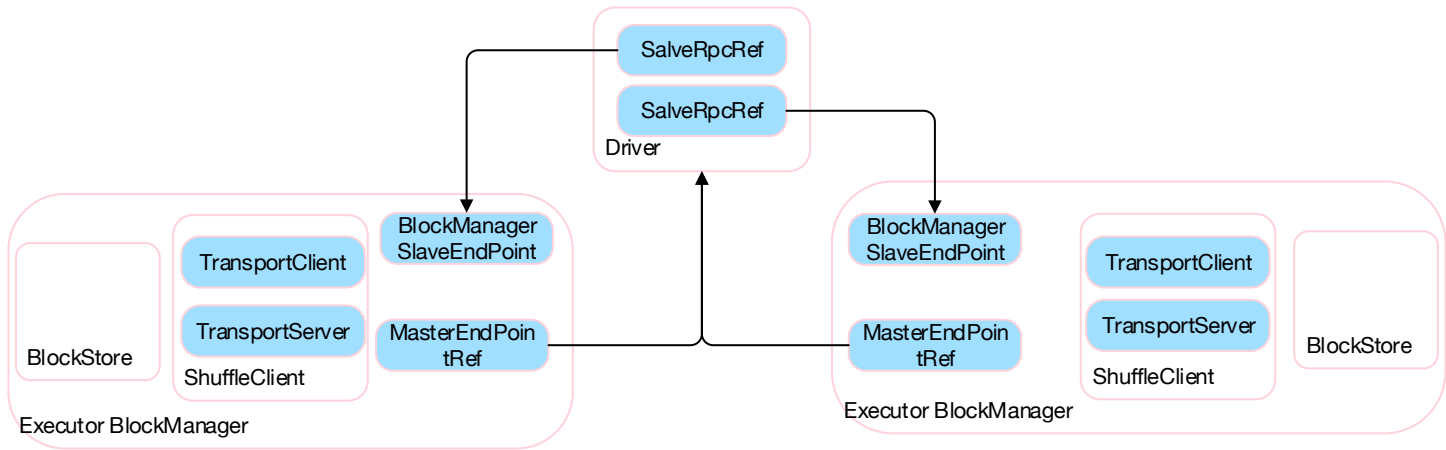 SalveRpcRef
SalveRpcRef
Driver
BlockManager
SlaveEndPoint
TransportClient
TransportServer
MasterEndPoin
tRef
BlockStore
ShuffleClient
Executor BlockManager
BlockManager
SlaveEndPoint
TransportClient
TransportServer
MasterEndPoin
tRef
BlockStore
ShuffleClient
Executor BlockManager